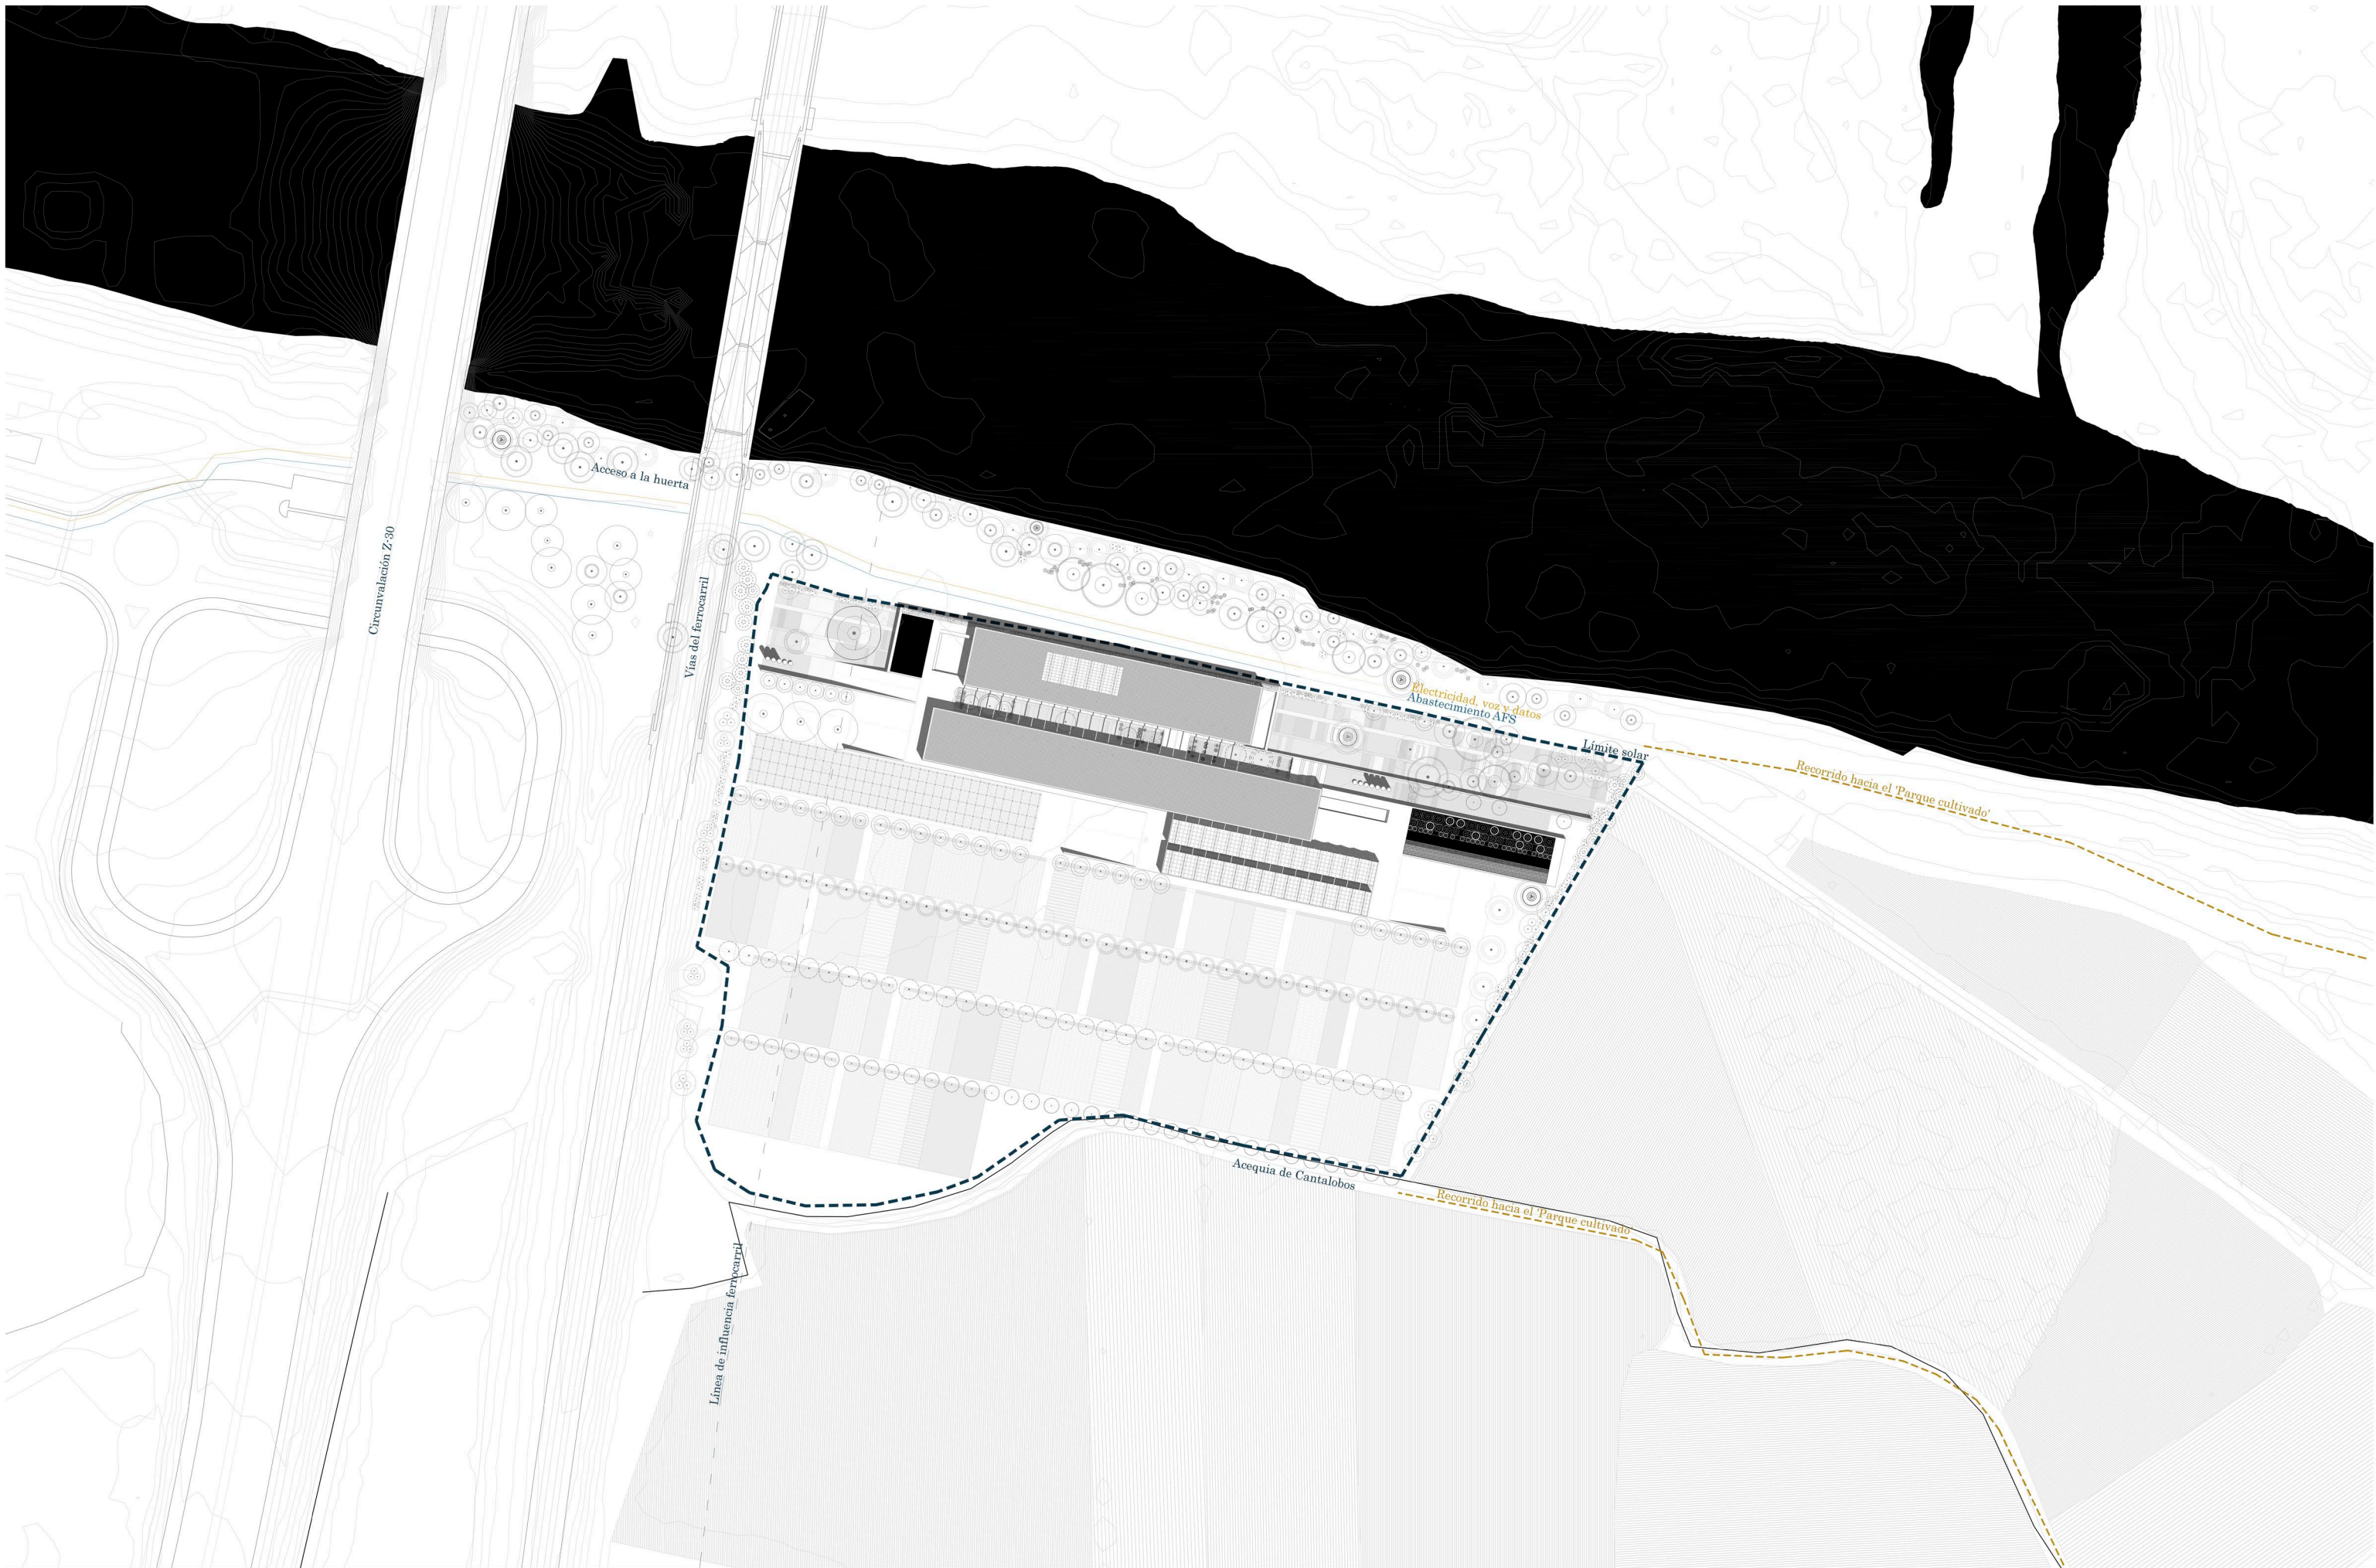 Acceso a la huerta
Circunvalación Z-30
Vías del ferrocarril
Electricidad, voz y datos
Abastecimiento AFS
Límite solar
Recorrido hacia el 'Parque cultivado'
Acequia de Cantalobos
Recorrido hacia el 'Parque cultivado'
Línea de influencia ferrocarril